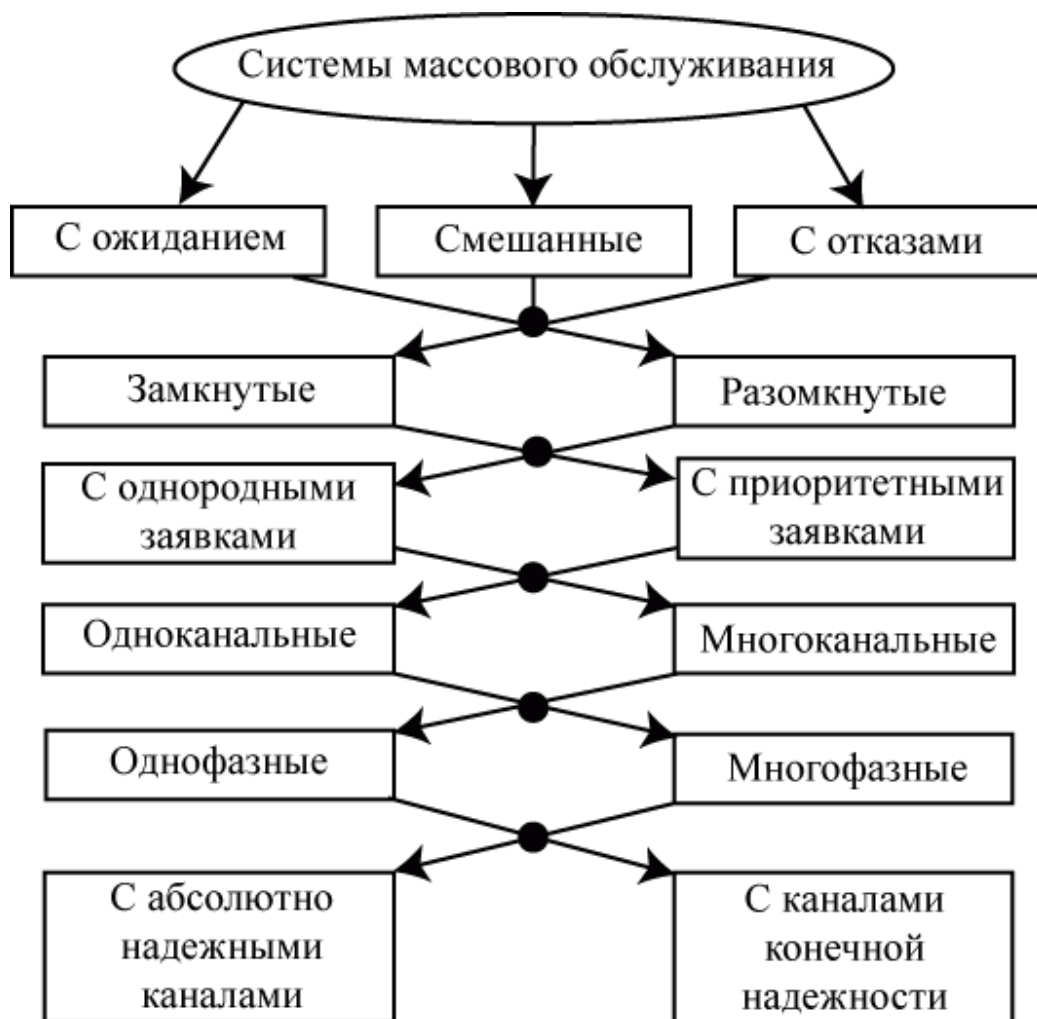 Системы массового обслуживания
С ожиданием
Смешанные
С отказами
Замкнутые
Разомкнутые
С однородными
заявками
С приоритетными
заявками
Одноканальные
Многоканальные
Однофазные
Многофазные
С абсолютно
надежными
каналами
С каналами
конечной
надежности